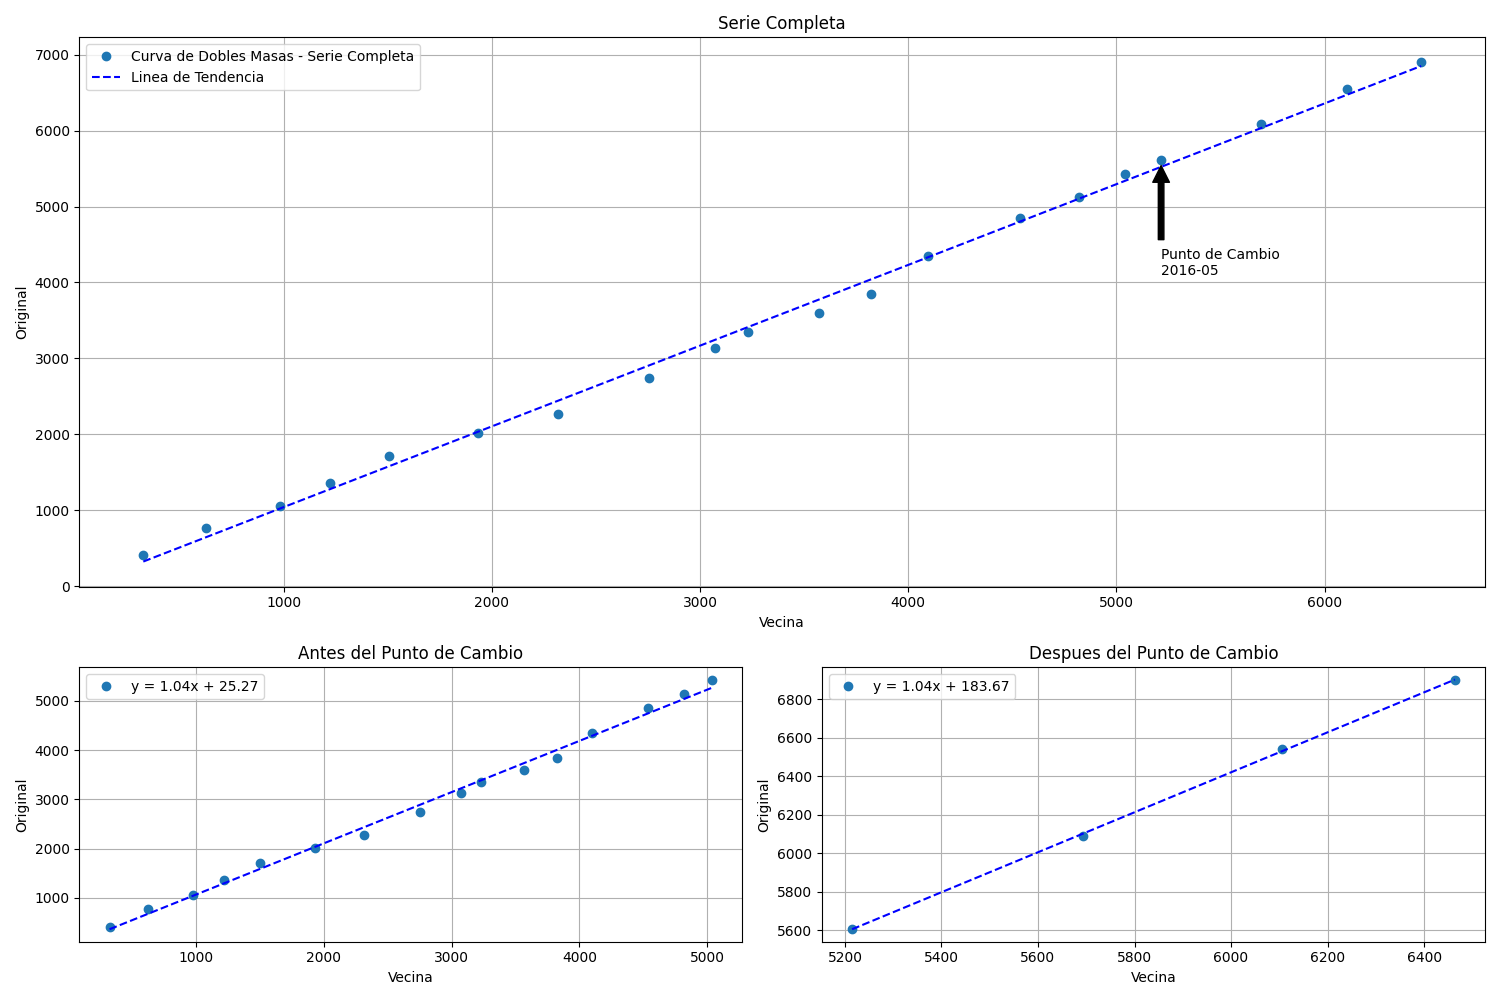 Serie Completa
Curva de Dobles Masas - Serie Completa
Linea de Tendencia
7000
6000
5000
4000
3000
2000
1000
0
Original
Punto de Cambio
2016-05
1000
2000
3000
4000
5000
6000
Vecina
Antes del Punto de Cambio
y = 1.04x + 25.27
5000
4000
3000
2000
1000
Original
1000
2000
3000
4000
5000
Vecina
Despues del Punto de Cambio
y = 1.04x + 183.67
6800
6600
6400
6200
6000
5800
5600
Original
5200
5400
5600
5800
6000
6200
6400
Vecina